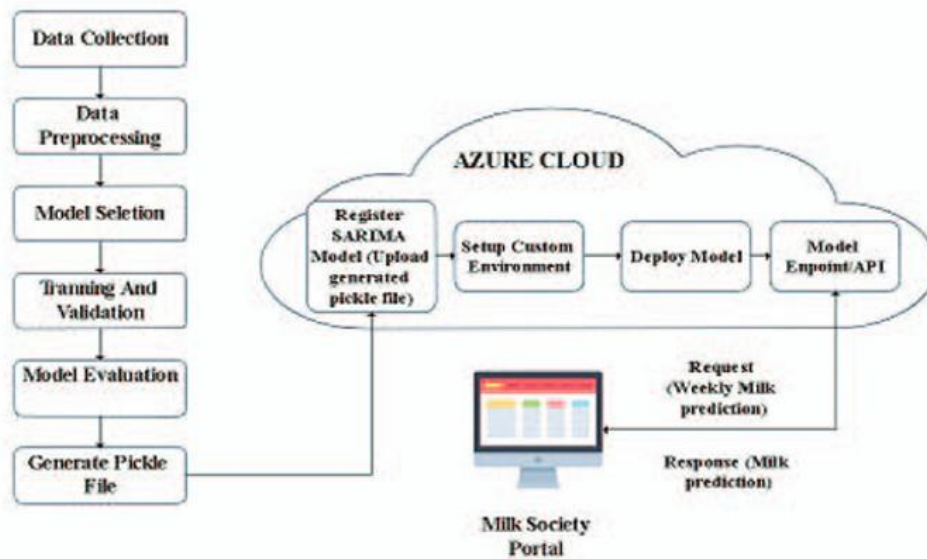 Data Collection
Data
Preprocessing
Model Seletion
Tranning And
Validation
Model Evaluation
Generate Pickle
File
AZURE CLOUD
Register
SARIMA
Model (Upload
generated
pickle file)
Setup Custom
Environment
Deploy Model
Model
Enpoint/API
Request
(Weekly Milk
prediction)
Response (Milk
prediction)
Milk Society
Portal